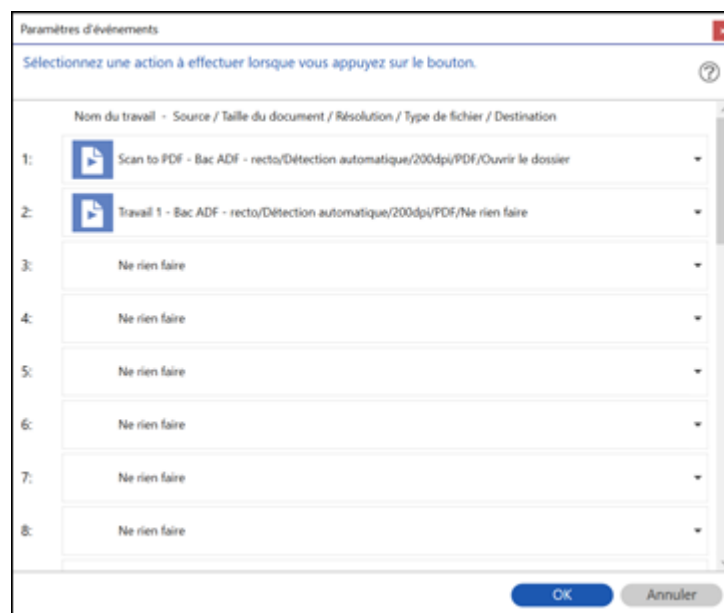 Paramètres d'événements
Sélectionnez une action à effectuer lorsque vous appuyez sur le bouton.
Nom du travail - Source / Taille du document / Résolution / Type de fichier / Destination
1: Scan to PDF - Bac ADF - recto/Détection automatique/200dpi/PDF/Ouvrir le dossier
2: Travail 1 - Bac ADF - recto/Détection automatique/200dpi/PDF/Ne rien faire
3: Ne rien faire
4: Ne rien faire
5: Ne rien faire
6: Ne rien faire
7: Ne rien faire
8: Ne rien faire
OK Annuler